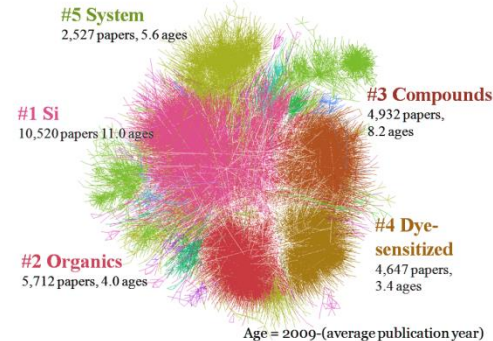 #5 System
2,527 papers, 5.6 ages
#1 Si
10,520 papers 11.0 ages
#3 Compounds
4,932 papers,
8.2 ages
#4 Dye-
sensitized
4,647 papers,
3.4 ages
#2 Organics
5,712 papers, 4.0 ages
Age = 2009-(average publication year)